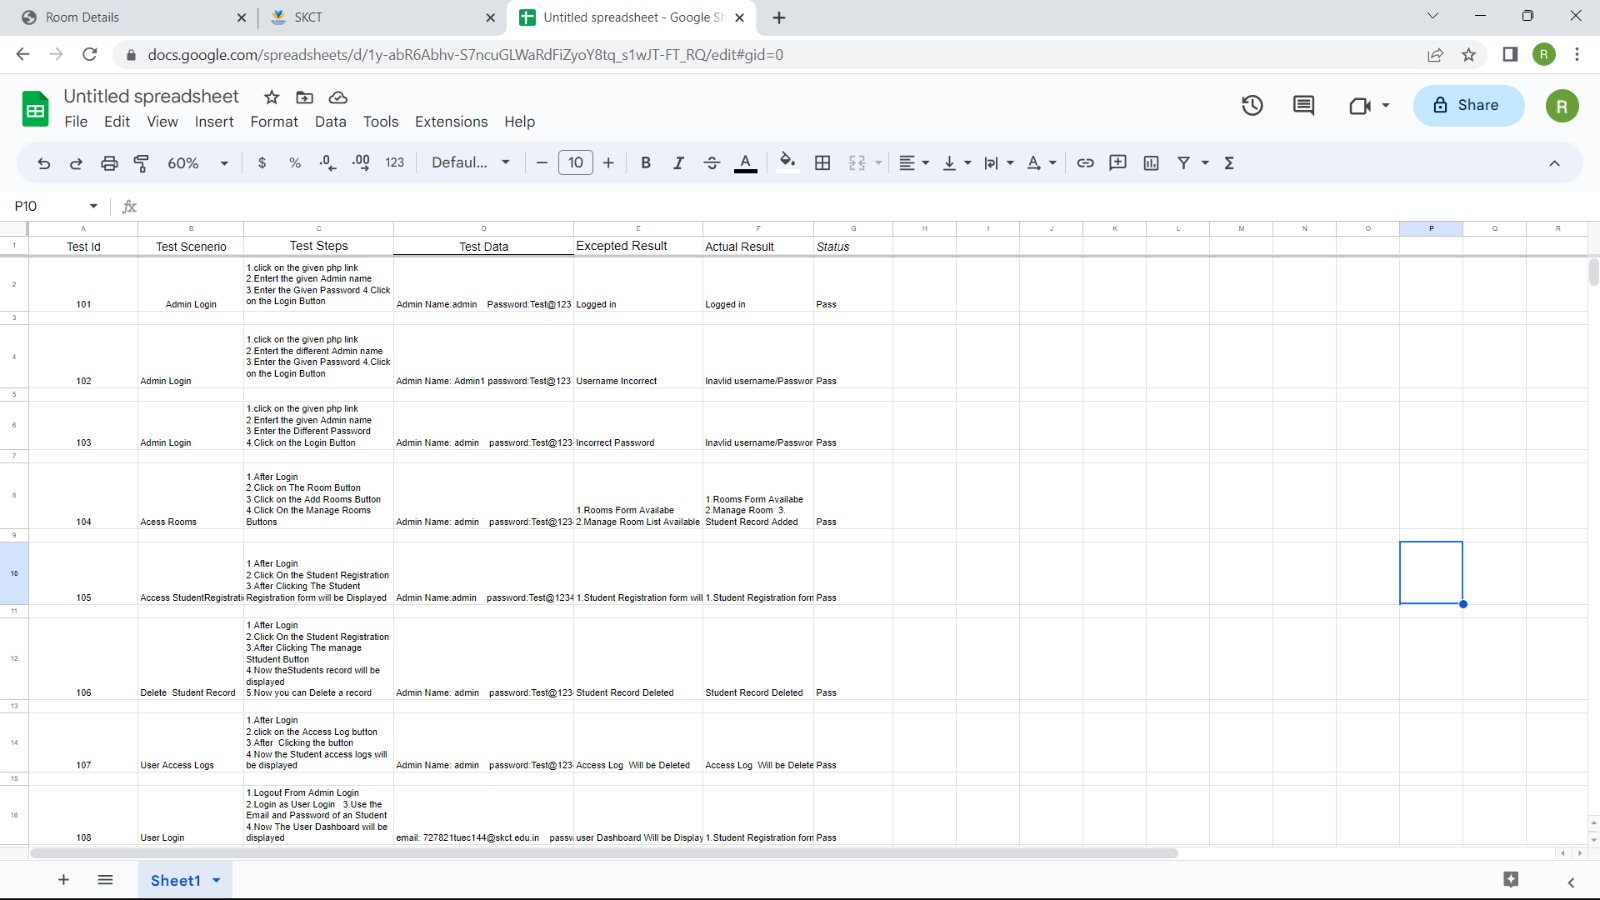 Room Details
SKCT
Untitled spreadsheet - Google Sh
docs.google.com/spreadsheets/d/1y-abR6Abhv-S7ncuGLWaRdFiZyoY8tq_s1wJT-FT_RQ/edit#gid=0
R
Untitled spreadsheet
File Edit View Insert Format Data Tools Extensions Help
Share
R
60% $ % .0 .00 123 Defaul... − 10 + B I A
P10 fx
A B C D E F G H I J K L M N O P Q R
1 Test Id Test Scenerio Test Steps Test Data Excepted Result Actual Result Status
1.click on the given php link
2.Entert the given Admin name
3.Enter the Given Password 4.Click
on the Login Button
2 101 Admin Login Admin Name:admin Password:Test@123 Logged in Logged in Pass
3
1.click on the given php link
2.Entert the different Admin name
3.Enter the Given Password 4.Click
on the Login Button
4 102 Admin Login Admin Name: Admin1 password:Test@123 Username Incorrect Inavlid username/Passwor Pass
5
1.click on the given php link
2.Entert the given Admin name
3.Enter the Different Password
4.Click on the Login Button
6 103 Admin Login Admin Name: admin password:Test@123 Incorrect Password Inavlid username/Passwor Pass
7
1.After Login
2.Click on The Room Button
3.Click on the Add Rooms Button
4.Click On the Manage Rooms
Buttons
8 104 Acess Rooms Admin Name: admin password:Test@123
1.Rooms Form Availabe
2.Manage Room List Available
1.Rooms Form Availabe
2.Manage Room 3.
Student Record Added
Pass
9
1.After Login
2.Click On the Student Registration
3.After Clicking The Student
Registration form will be Displayed
10 105 Access StudentRegistrati Admin Name:admin password:Test@1234 1.Student Registration form will 1.Student Registration forn Pass
11
1.After Login
2.Click On the Student Registration
3.After Clicking The manage
Sttudent Button
4.Now theStudents record will be
displayed
5.Now you can Delete a record
12 106 Delete Student Record Admin Name: admin password:Test@123 Student Record Deleted Student Record Deleted Pass
13
1.After Login
2.click on the Access Log button
3.After Clicking the button
4.Now the Student access logs will
be displayed
14 107 User Access Logs Admin Name: admin password:Test@123 Access Log Will be Deleted Access Log Will be Delete Pass
15
1.Logout From Admin Login
2.Login as User Login 3.Use the
Email and Password of an Student
4.Now The User Dashboard will be
displayed
16 108 User Login email: 727821tuec144@skct.edu.in passw user Dashboard Will be Display 1.Student Registration forn Pass
Sheet1